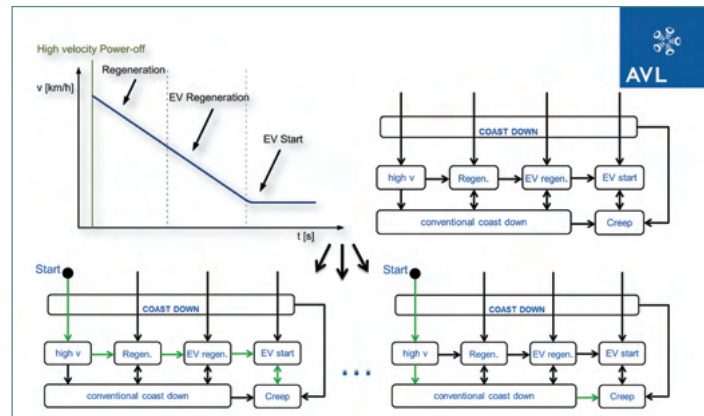 High velocity Power-off
Regeneration
v [km/h]
EV Regeneration
EV Start
t [s]
AVL
COAST DOWN
high v
Regen.
EV regen.
EV start
conventional coast down
Creep
Start
COAST DOWN
high v
Regen.
EV regen.
EV start
conventional coast down
Creep
...
Start
COAST DOWN
high v
Regen.
EV regen.
EV start
conventional coast down
Creep